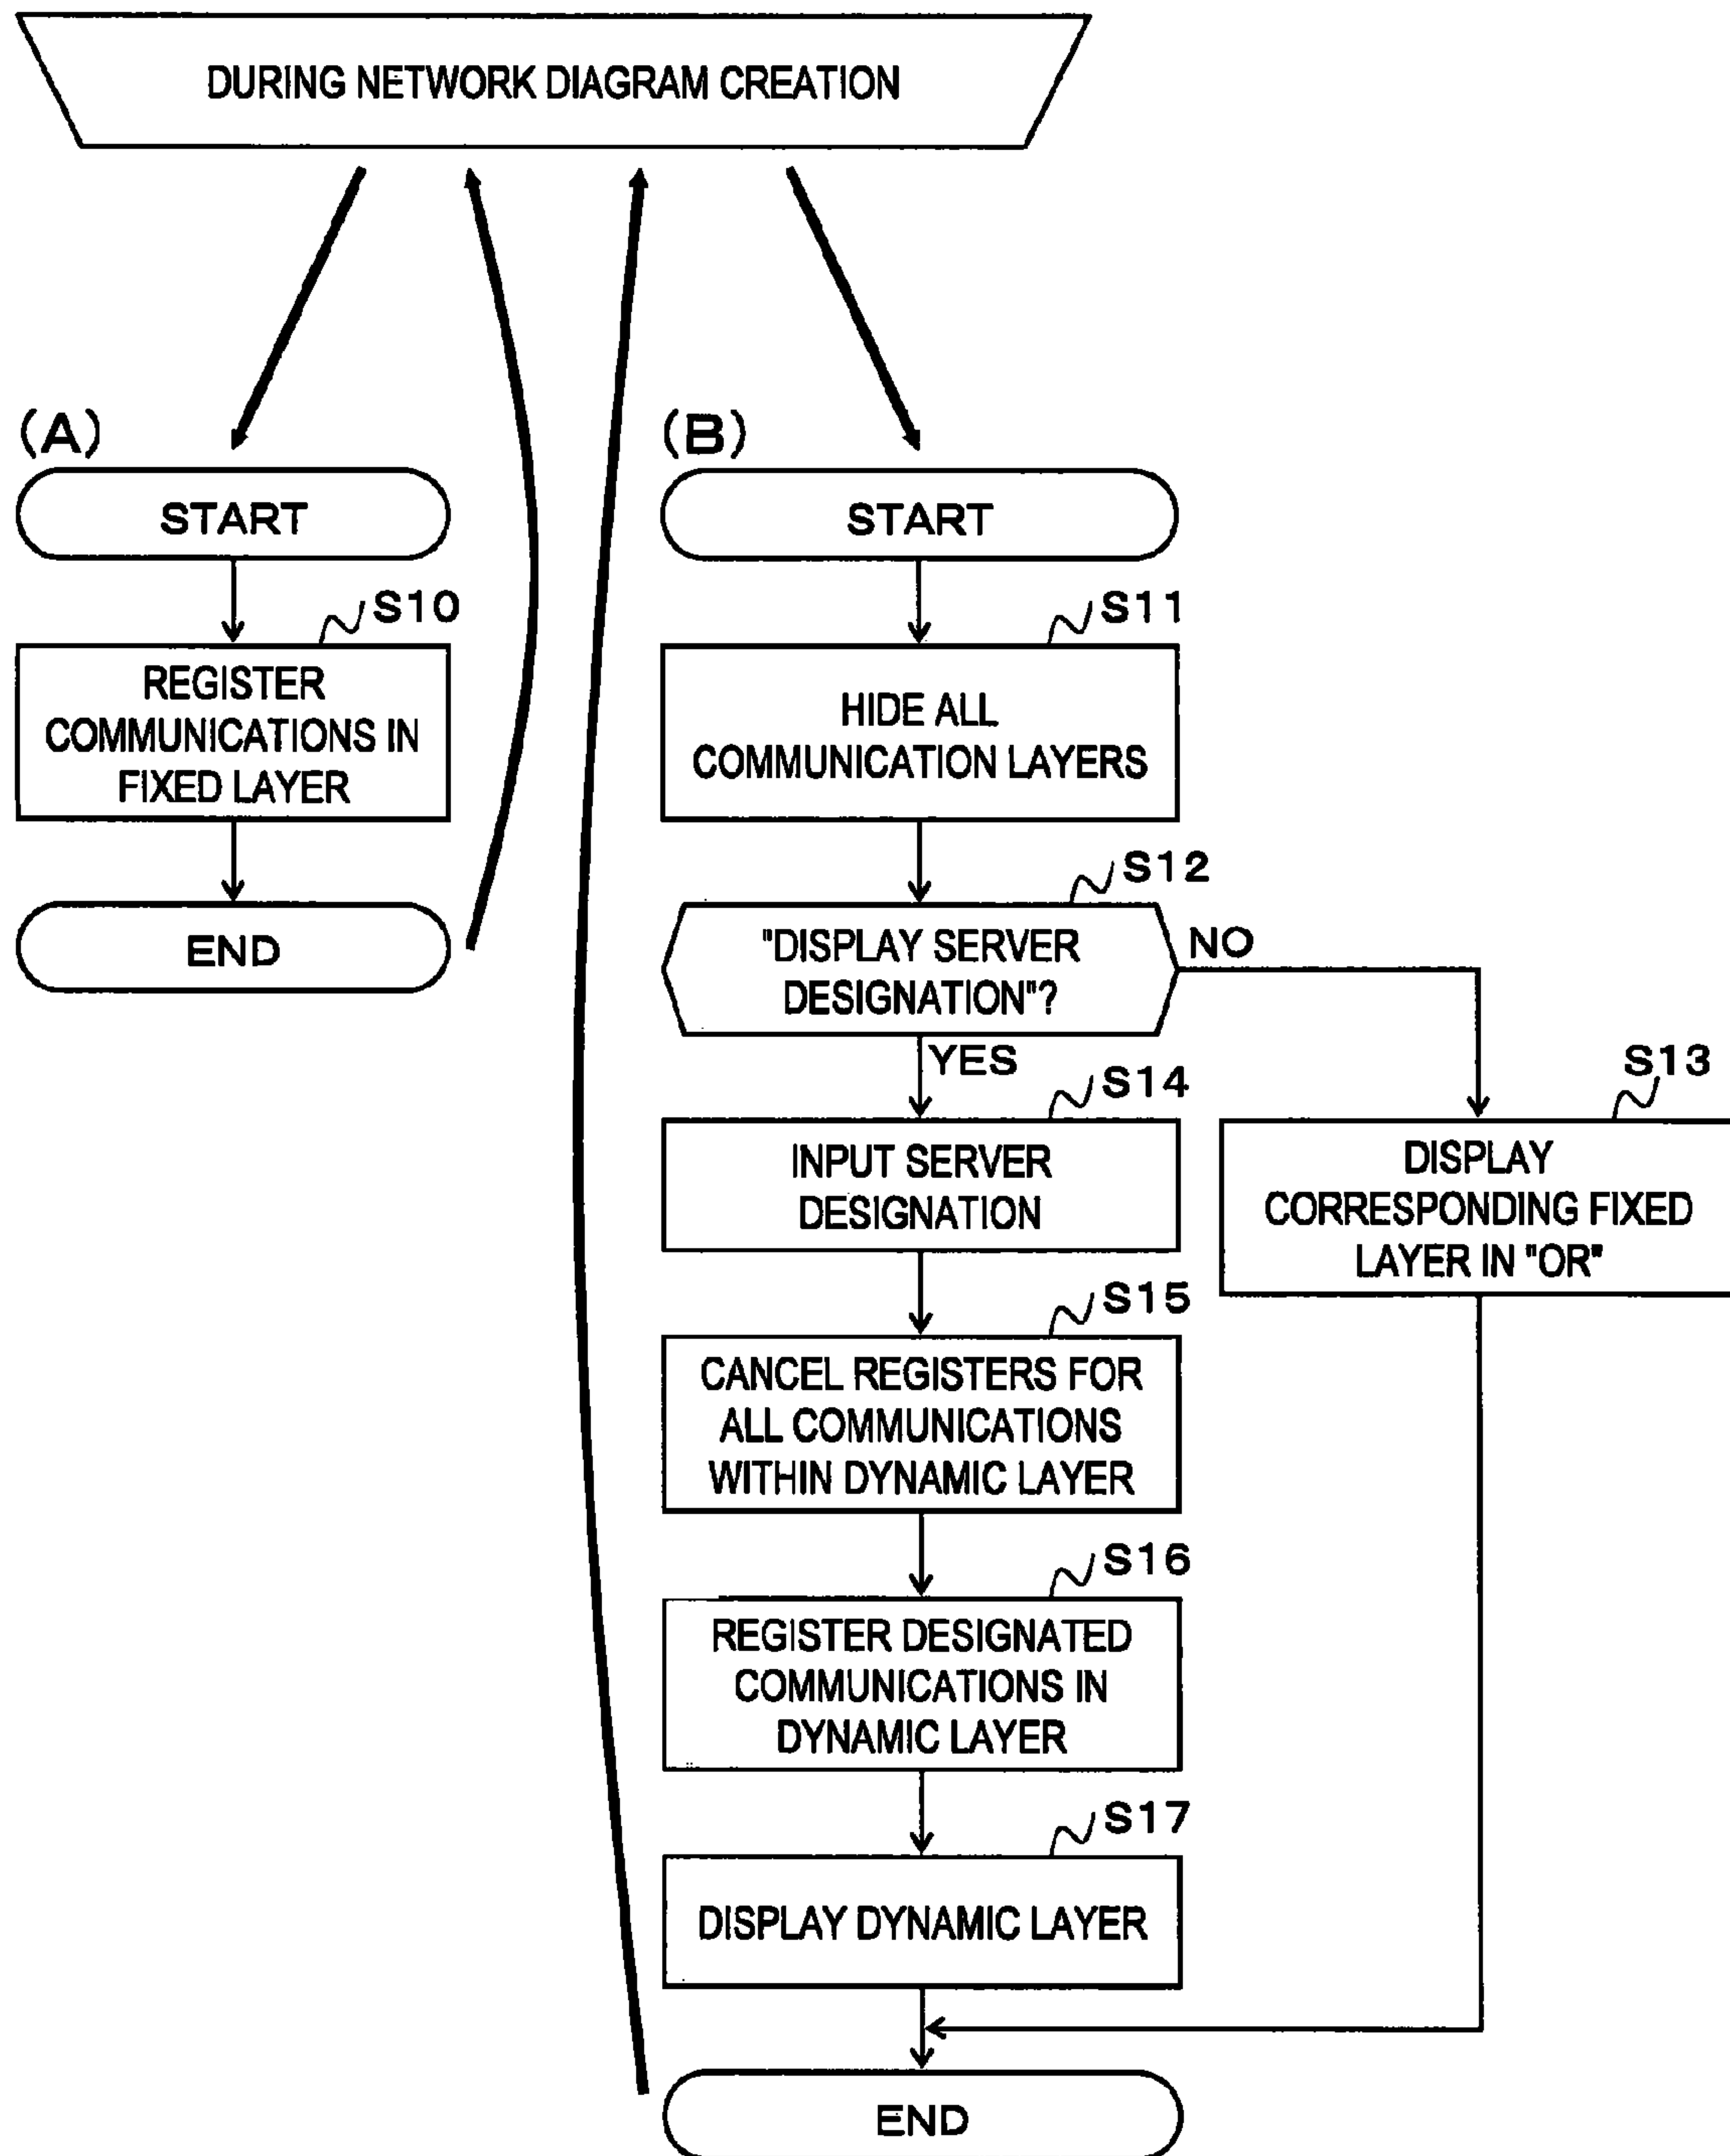 DURING NETWORK DIAGRAM CREATION
(A)
START
S10
REGISTER
COMMUNICATIONS IN
FIXED LAYER
END
(B)
START
S11
HIDE ALL
COMMUNICATION LAYERS
S12
"DISPLAY SERVER
DESIGNATION"?
NO
YES
S13
DISPLAY
CORRESPONDING FIXED
LAYER IN "OR"
S14
INPUT SERVER
DESIGNATION
S15
CANCEL REGISTERS FOR
ALL COMMUNICATIONS
WITHIN DYNAMIC LAYER
S16
REGISTER DESIGNATED
COMMUNICATIONS IN
DYNAMIC LAYER
S17
DISPLAY DYNAMIC LAYER
END